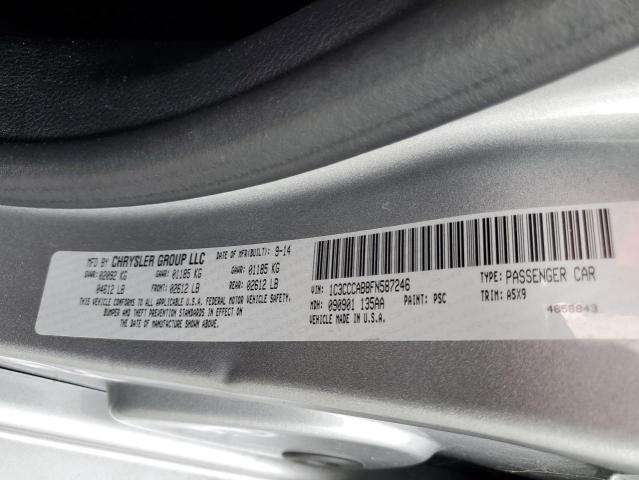 MFD BY CHRYSLER GROUP LLC DATE OF MFR(BUILT): 9-14
GVWR: 02092 KG GAWR: 01185 KG GAWR: 01185 KG
04612 LB FRONT: 02612 LB REAR: 02612 LB
THIS VEHICLE CONFORMS TO ALL APPLICABLE U.S.A. FEDERAL MOTOR VEHICLE SAFETY,
BUMPER AND THEFT PREVENTION STANDARDS IN EFFECT ON
THE DATE OF MANUFACTURE SHOWN ABOVE.
VIN: 1C3CCCAB8FN587246 TYPE: PASSENGER CAR
MDH: 090901 135AA PAINT: PSC TRIM: A5X9
VEHICLE MADE IN U.S.A. 4656843